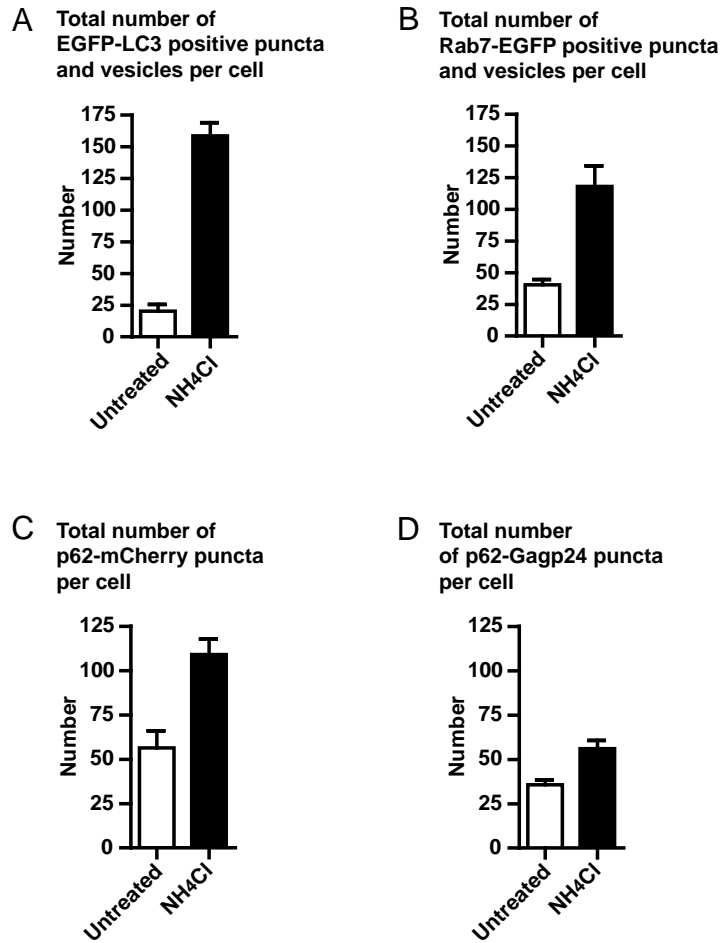 A
Total number of
EGFP-LC3 positive puncta
and vesicles per cell
Number
175
150
125
100
75
50
25
0
Untreated
NH4Cl
B
Total number of
Rab7-EGFP positive puncta
and vesicles per cell
Number
175
150
125
100
75
50
25
0
Untreated
NH4Cl
C
Total number of
p62-mCherry puncta
per cell
Number
125
100
75
50
25
0
Untreated
NH4Cl
D
Total number
of p62-Gagp24 puncta
per cell
Number
125
100
75
50
25
0
Untreated
NH4Cl